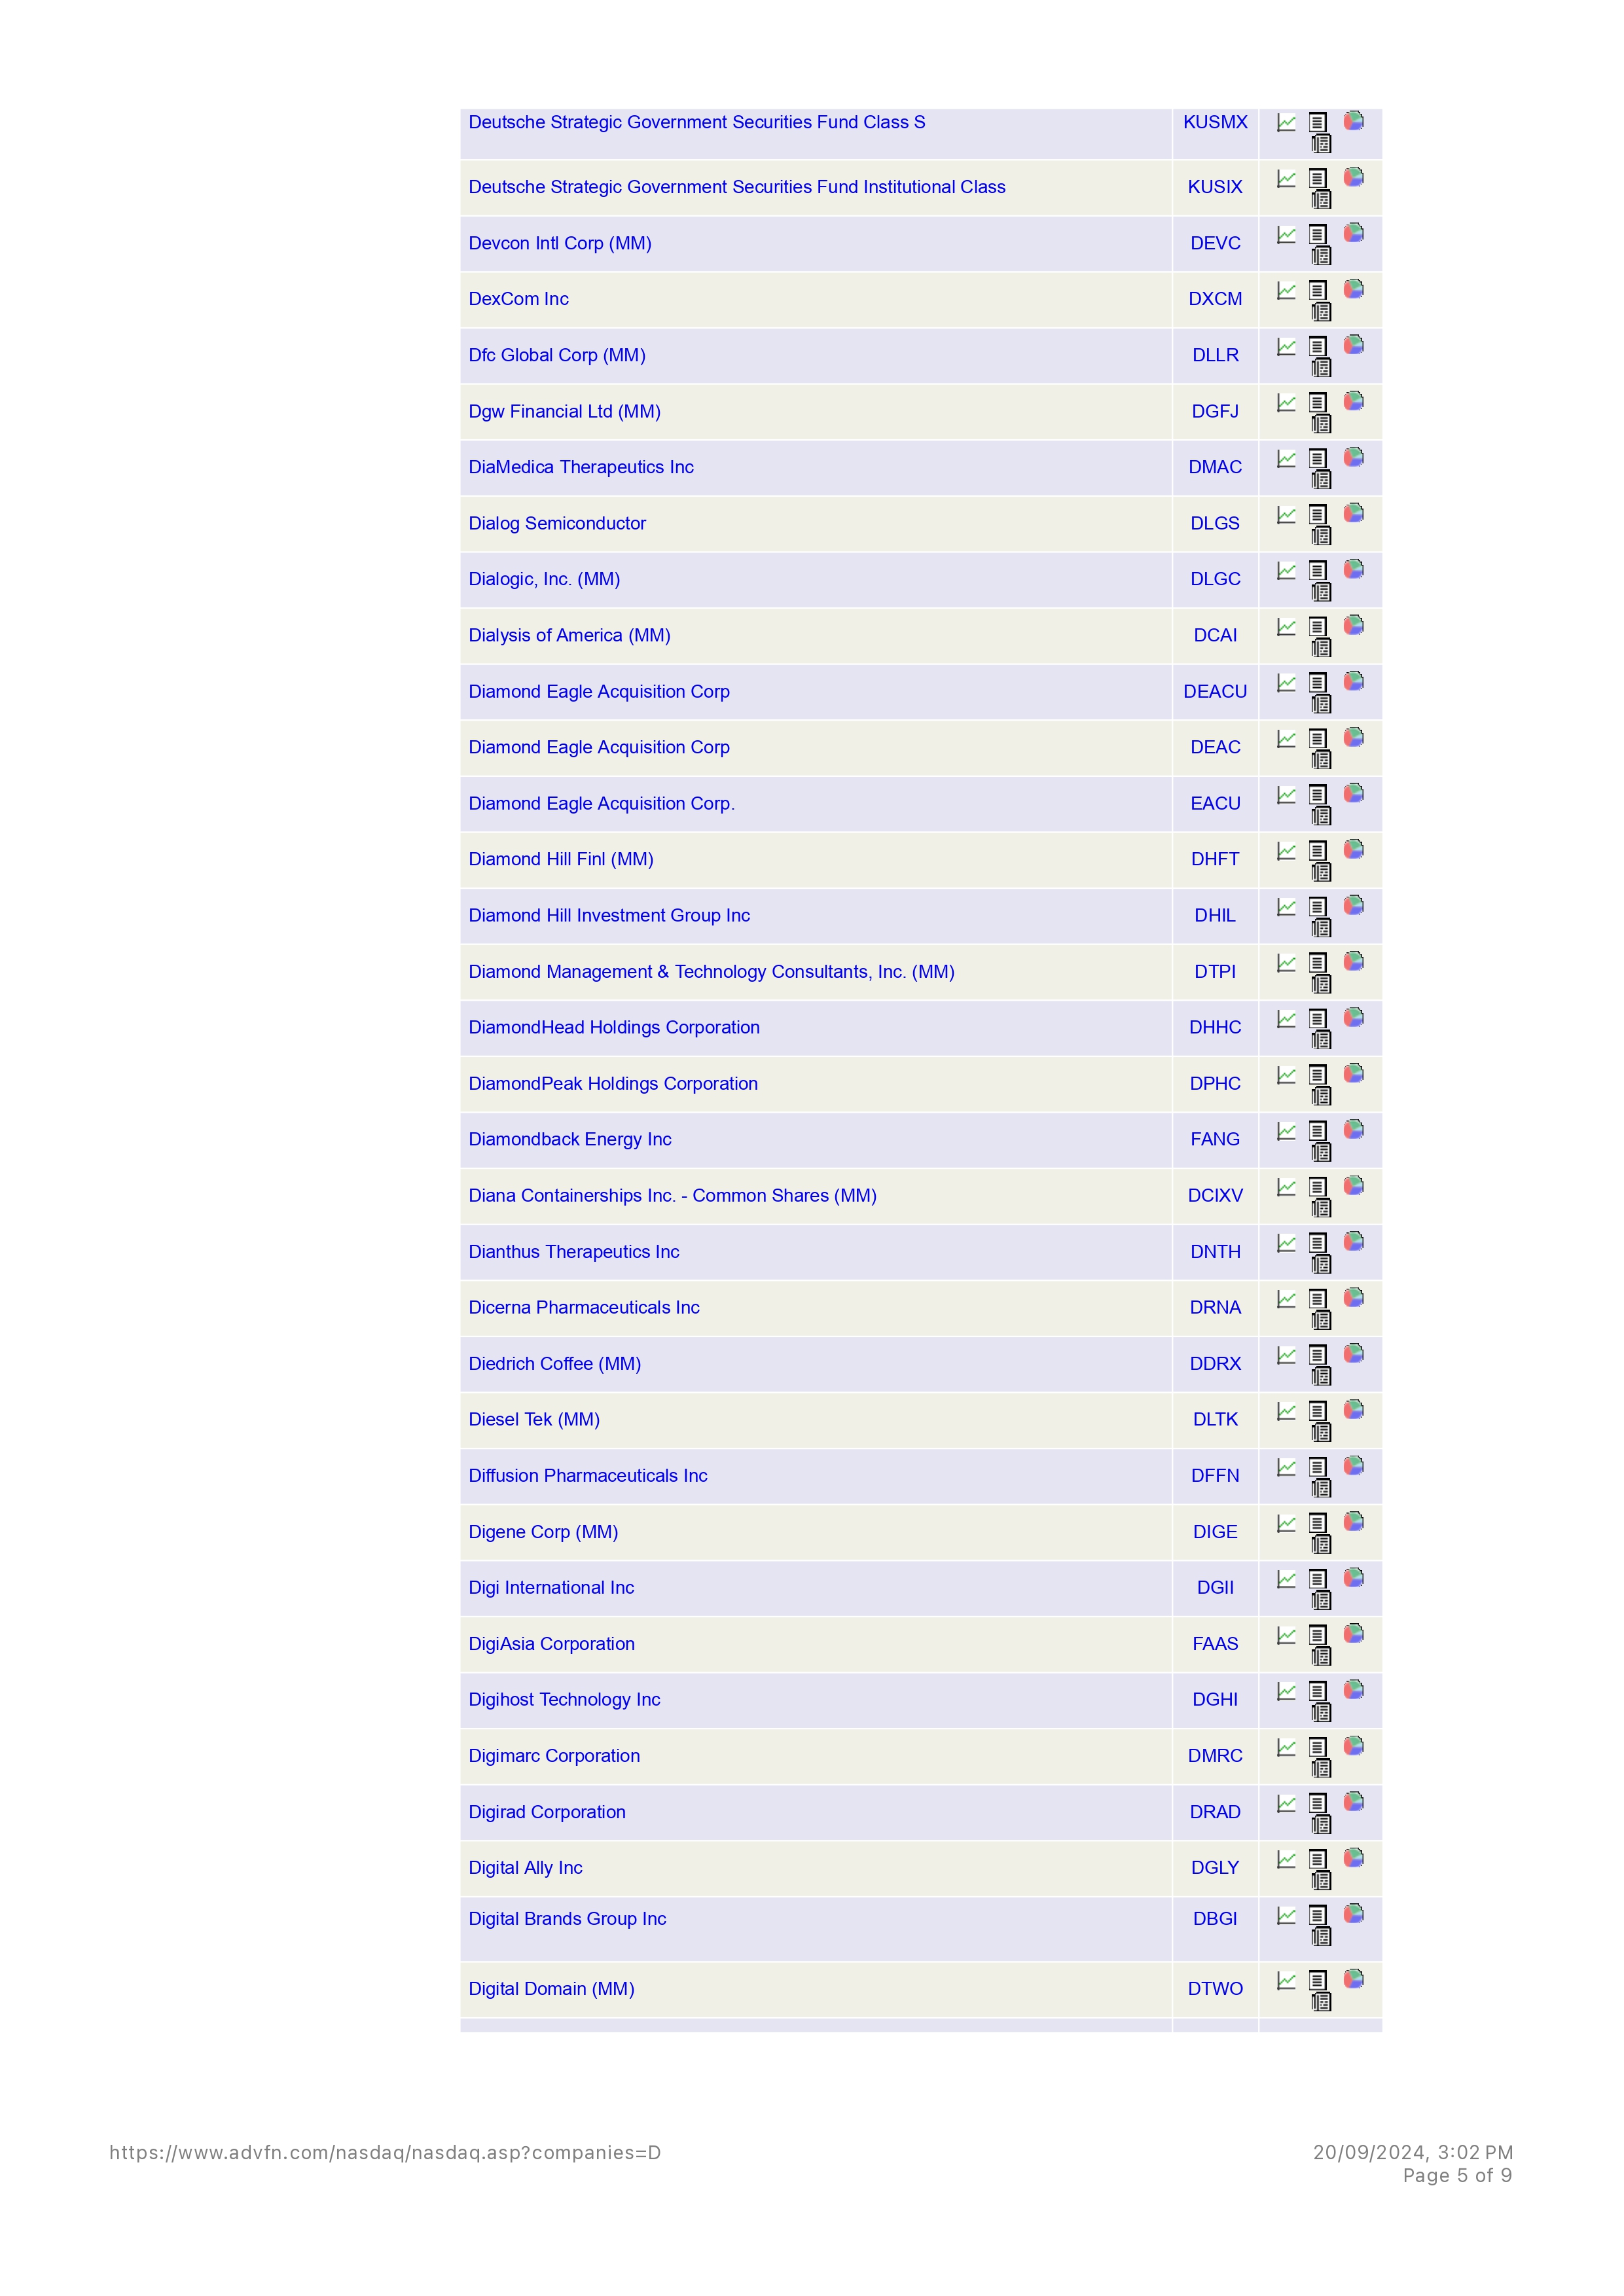 Deutsche Strategic Government Securities Fund Class S KUSMX
Deutsche Strategic Government Securities Fund Institutional Class KUSIX
Devcon Intl Corp (MM) DEVC
DexCom Inc DXCM
Dfc Global Corp (MM) DLLR
Dgw Financial Ltd (MM) DGFJ
DiaMedica Therapeutics Inc DMAC
Dialog Semiconductor DLGS
Dialogic, Inc. (MM) DLGC
Dialysis of America (MM) DCAI
Diamond Eagle Acquisition Corp DEACU
Diamond Eagle Acquisition Corp DEAC
Diamond Eagle Acquisition Corp. EACU
Diamond Hill Finl (MM) DHFT
Diamond Hill Investment Group Inc DHIL
Diamond Management & Technology Consultants, Inc. (MM) DTPI
DiamondHead Holdings Corporation DHHC
DiamondPeak Holdings Corporation DPHC
Diamondback Energy Inc FANG
Diana Containerships Inc. - Common Shares (MM) DCIXV
Dianthus Therapeutics Inc DNTH
Dicerna Pharmaceuticals Inc DRNA
Diedrich Coffee (MM) DDRX
Diesel Tek (MM) DLTK
Diffusion Pharmaceuticals Inc DFFN
Digene Corp (MM) DIGE
Digi International Inc DGII
DigiAsia Corporation FAAS
Digihost Technology Inc DGHI
Digimarc Corporation DMRC
Digirad Corporation DRAD
Digital Ally Inc DGLY
Digital Brands Group Inc DBGI
Digital Domain (MM) DTWO
https://www.advfn.com/nasdaq/nasdaq.asp?companies=D 20/09/2024, 3:02 PM
Page 5 of 9